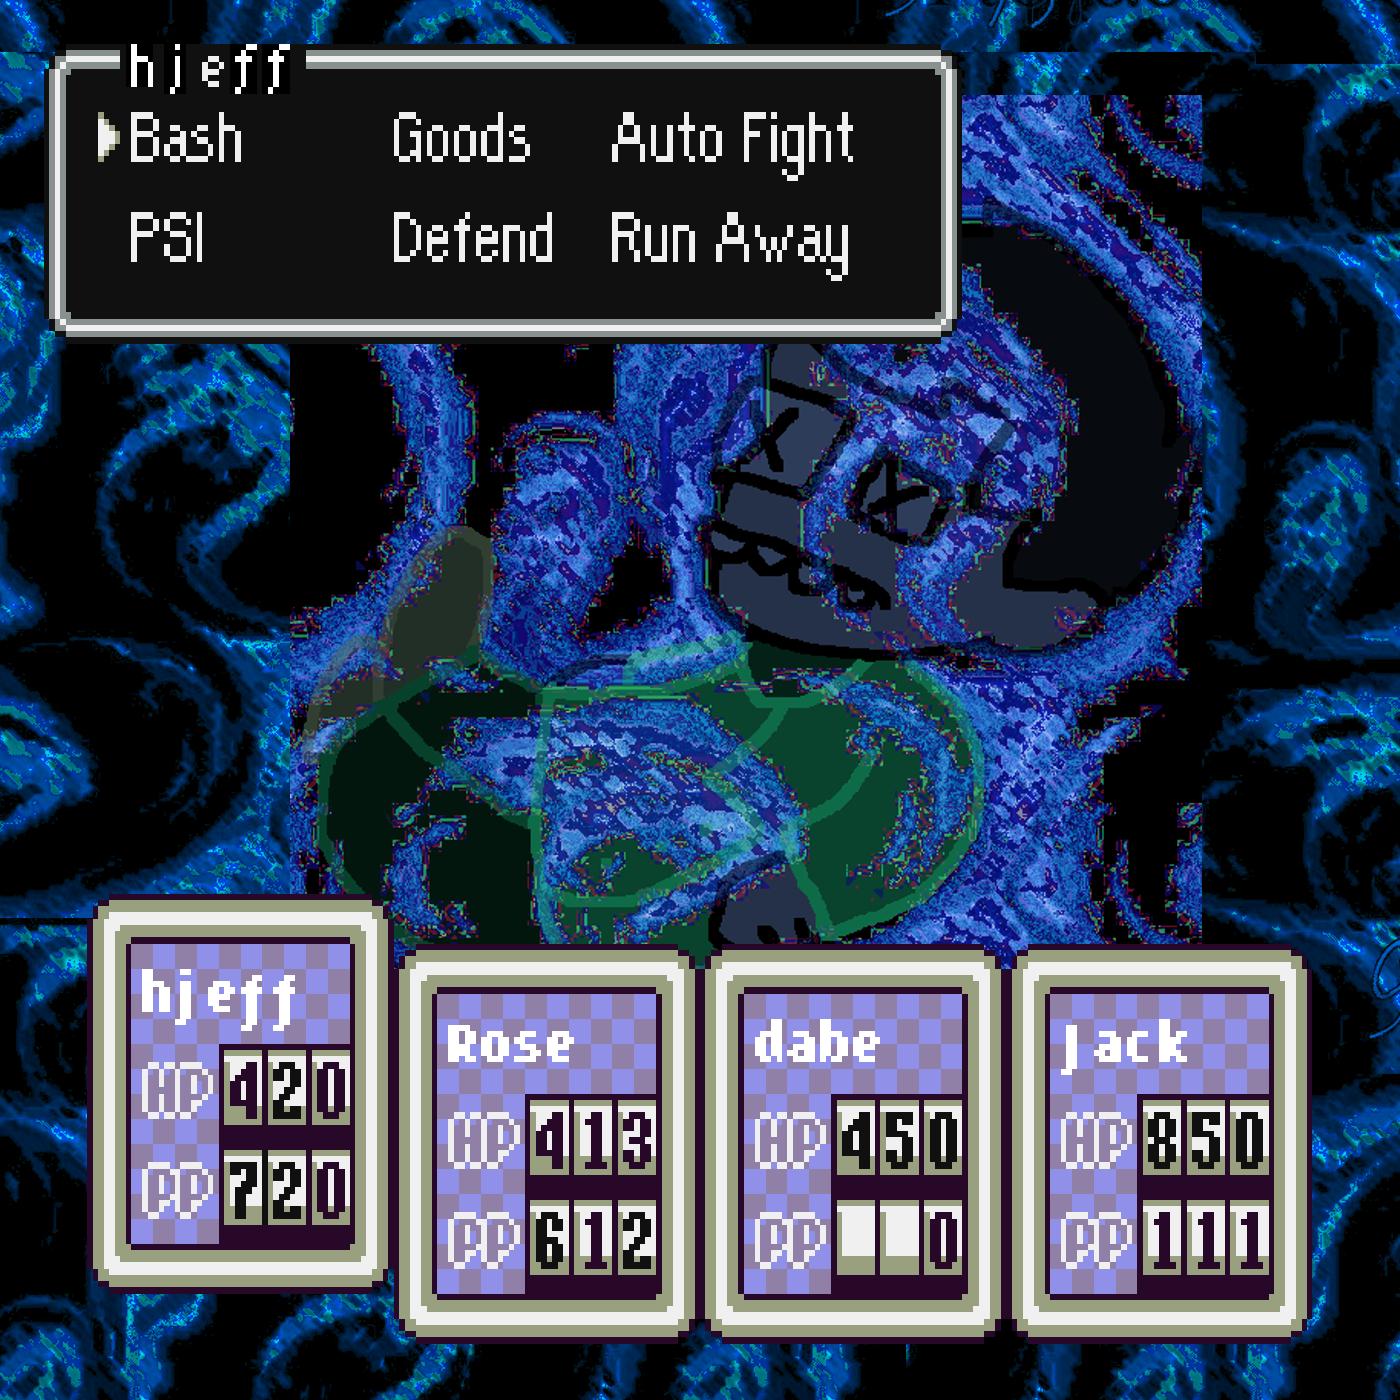 hjeff
Bash Goods Auto Fight
PSI Defend Run Away
hjeff
HP 420
PP 720
Rose
HP 413
PP 612
dabe
HP 450
PP 0
Jack
HP 850
PP 111